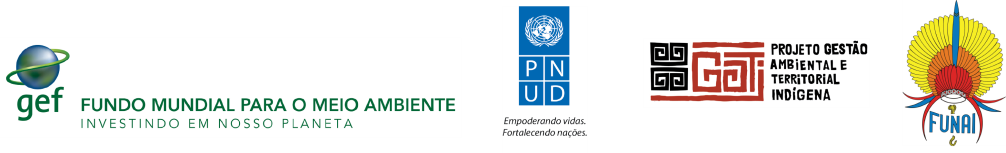 gef
FUNDO MUNDIAL PARA O MEIO AMBIENTE
INVESTINDO EM NOSSO PLANETA
P N
U D
Empoderando vidas.
Fortalecendo nações.
GATI
PROJETO GESTÃO
AMBIENTAL E
TERRITORIAL
INDÍGENA
FUNAI